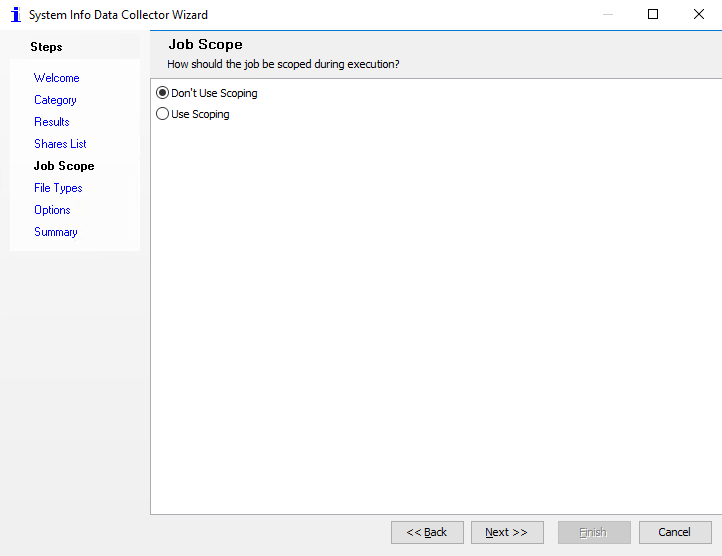 System Info Data Collector Wizard
Steps
Welcome
Category
Results
Shares List
Job Scope
File Types
Options
Summary
Job Scope
How should the job be scoped during execution?
Don't Use Scoping
Use Scoping
<< Back
Next >>
Finish
Cancel